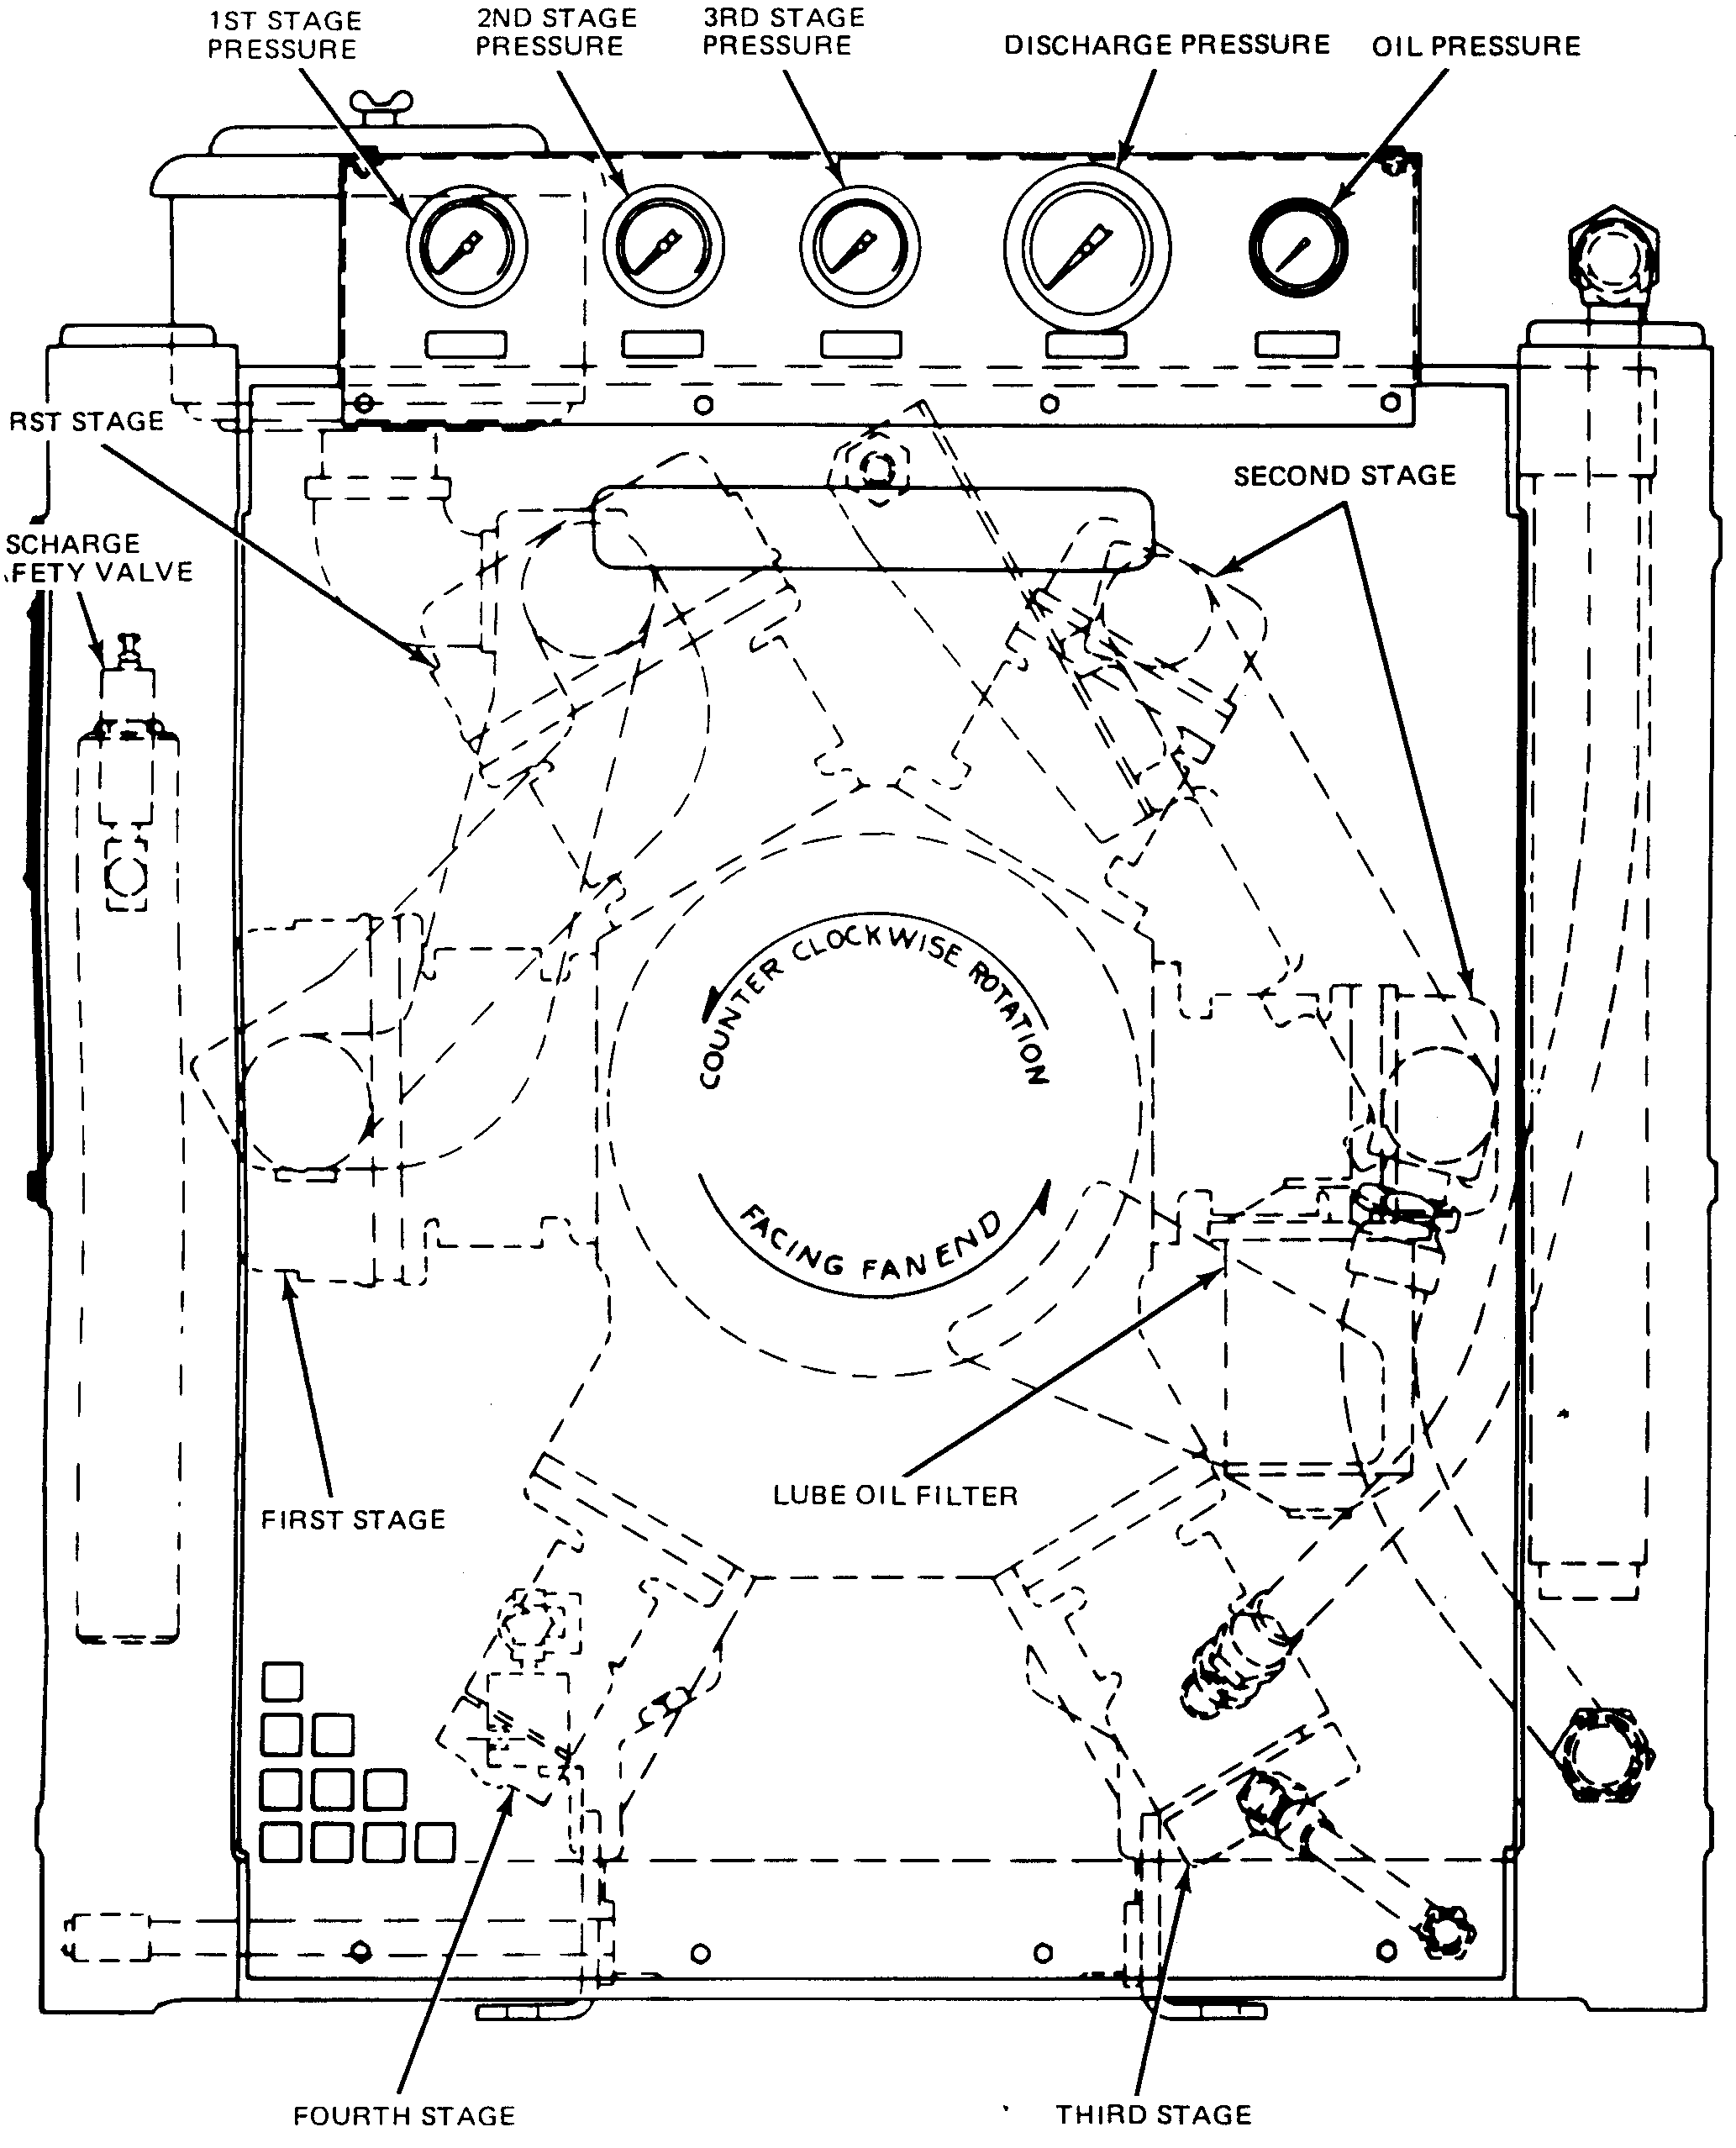 1ST STAGE
PRESSURE
2ND STAGE
PRESSURE
3RD STAGE
PRESSURE
DISCHARGE PRESSURE
OIL PRESSURE
RST STAGE
SECOND STAGE
SCHARGE
AFETY VALVE
COUNTER CLOCKWISE ROTATION
FACING FAN END
LUBE OIL FILTER
FIRST STAGE
FOURTH STAGE
THIRD STAGE